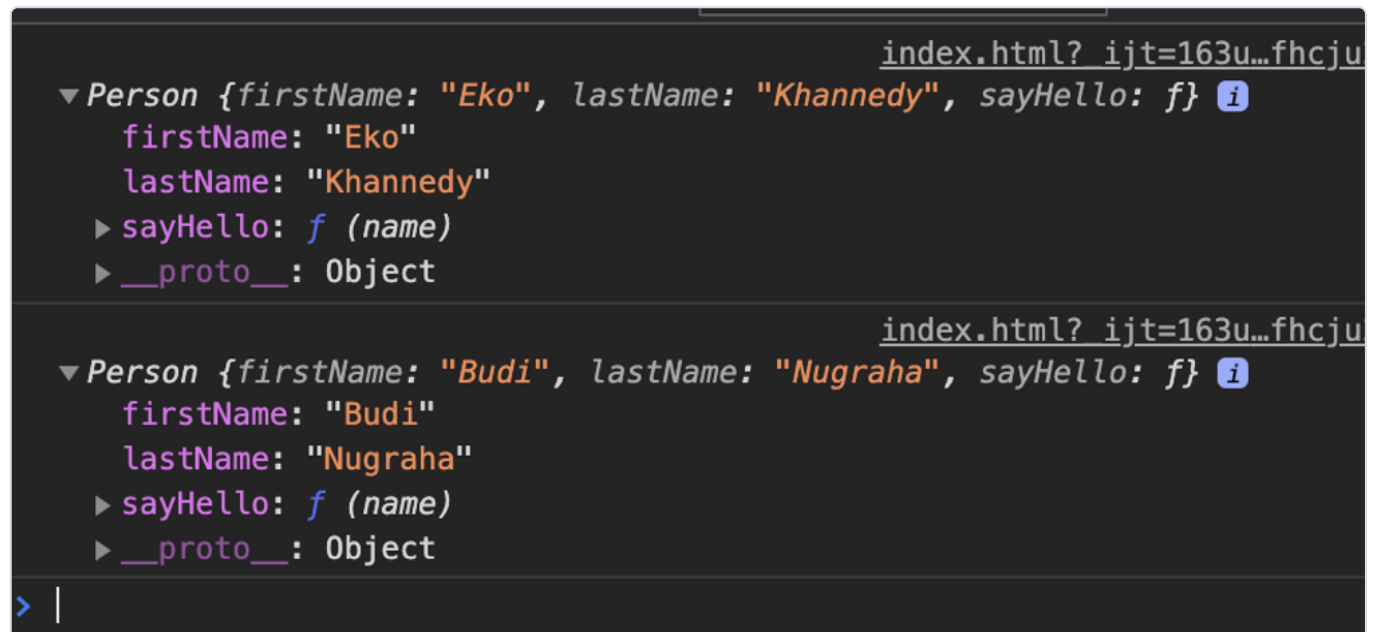 index.html?_ijt=163u…fhcju
Person {firstName: "Eko", lastName: "Khannedy", sayHello: ƒ} i
firstName: "Eko"
lastName: "Khannedy"
sayHello: ƒ (name)
__proto__: Object
index.html?_ijt=163u…fhcju
Person {firstName: "Budi", lastName: "Nugraha", sayHello: ƒ} i
firstName: "Budi"
lastName: "Nugraha"
sayHello: ƒ (name)
__proto__: Object